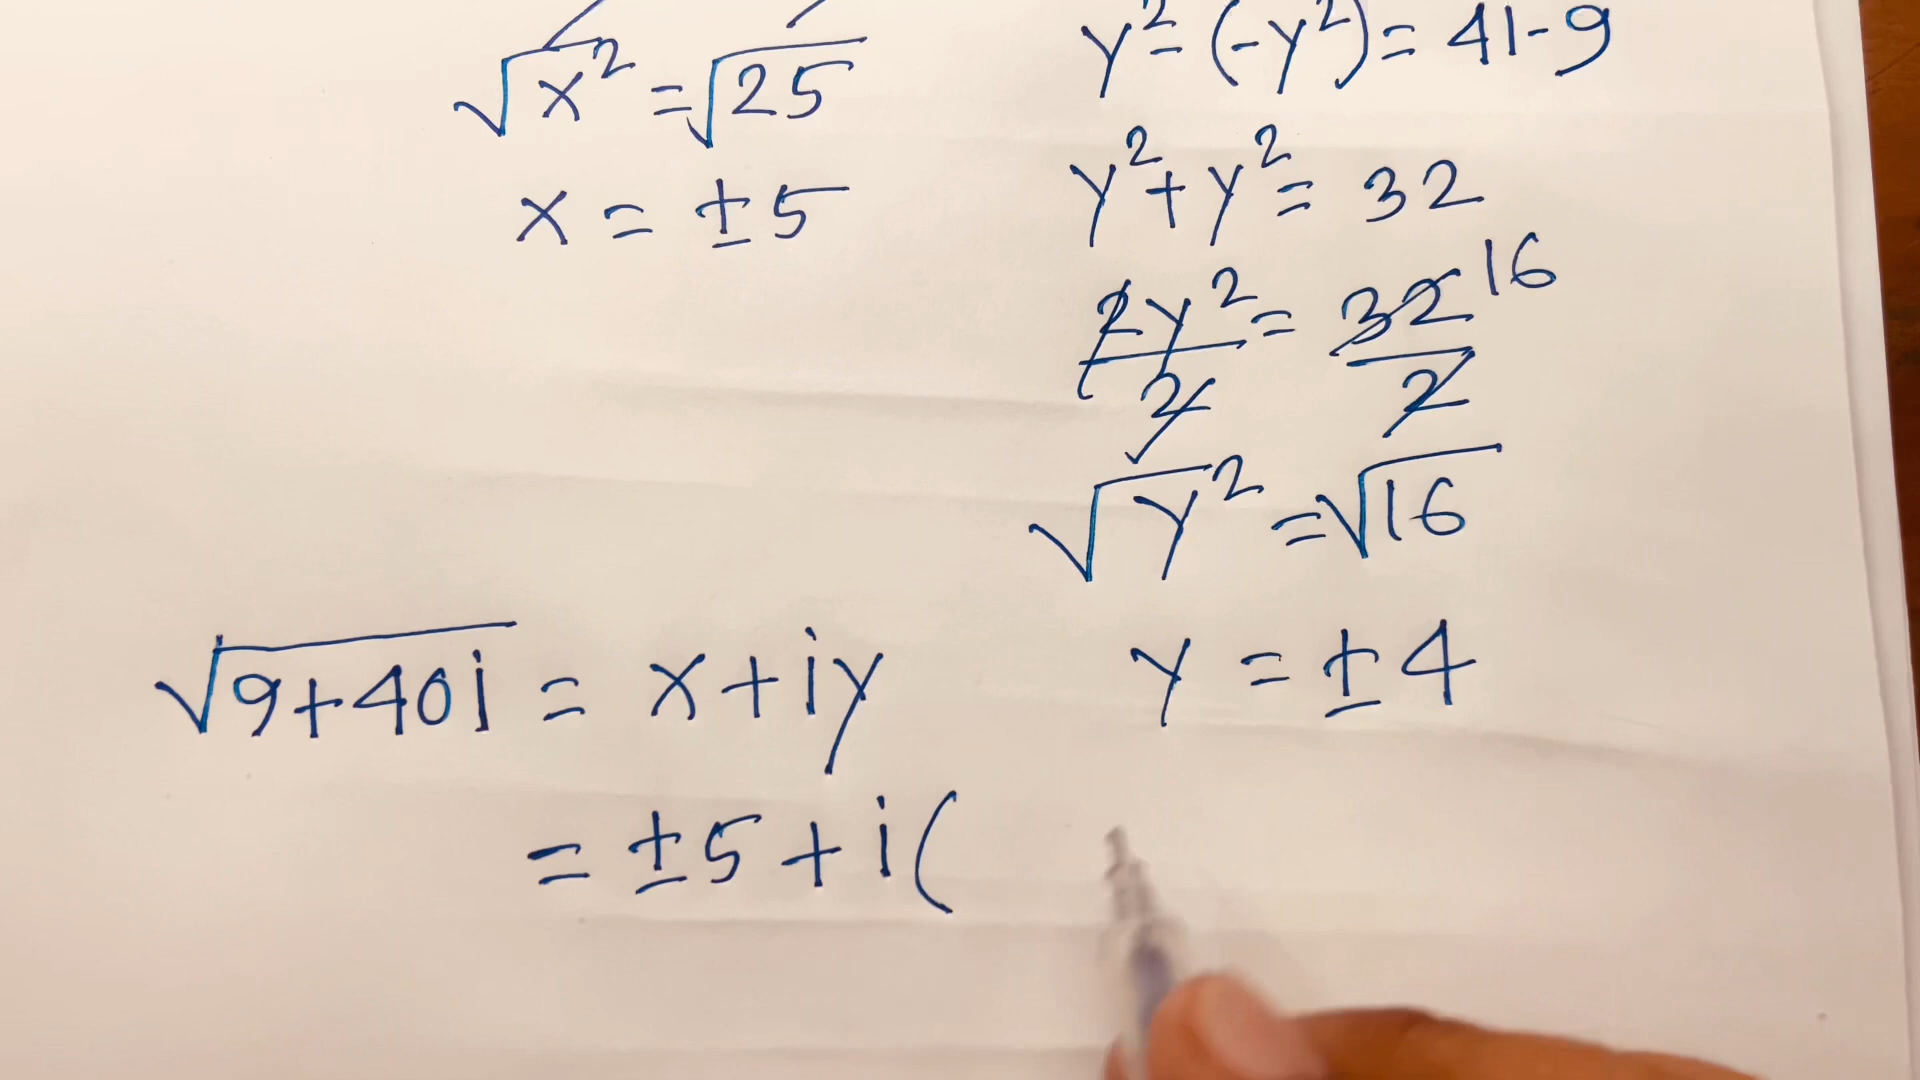 √x² = √25
x = ±5
y² - (-y²) = 41-9
y² + y² = 32
2y²/2 = 32/2 16
√y² = √16
y = ±4
√9+40i = x+iy
= ±5+i(